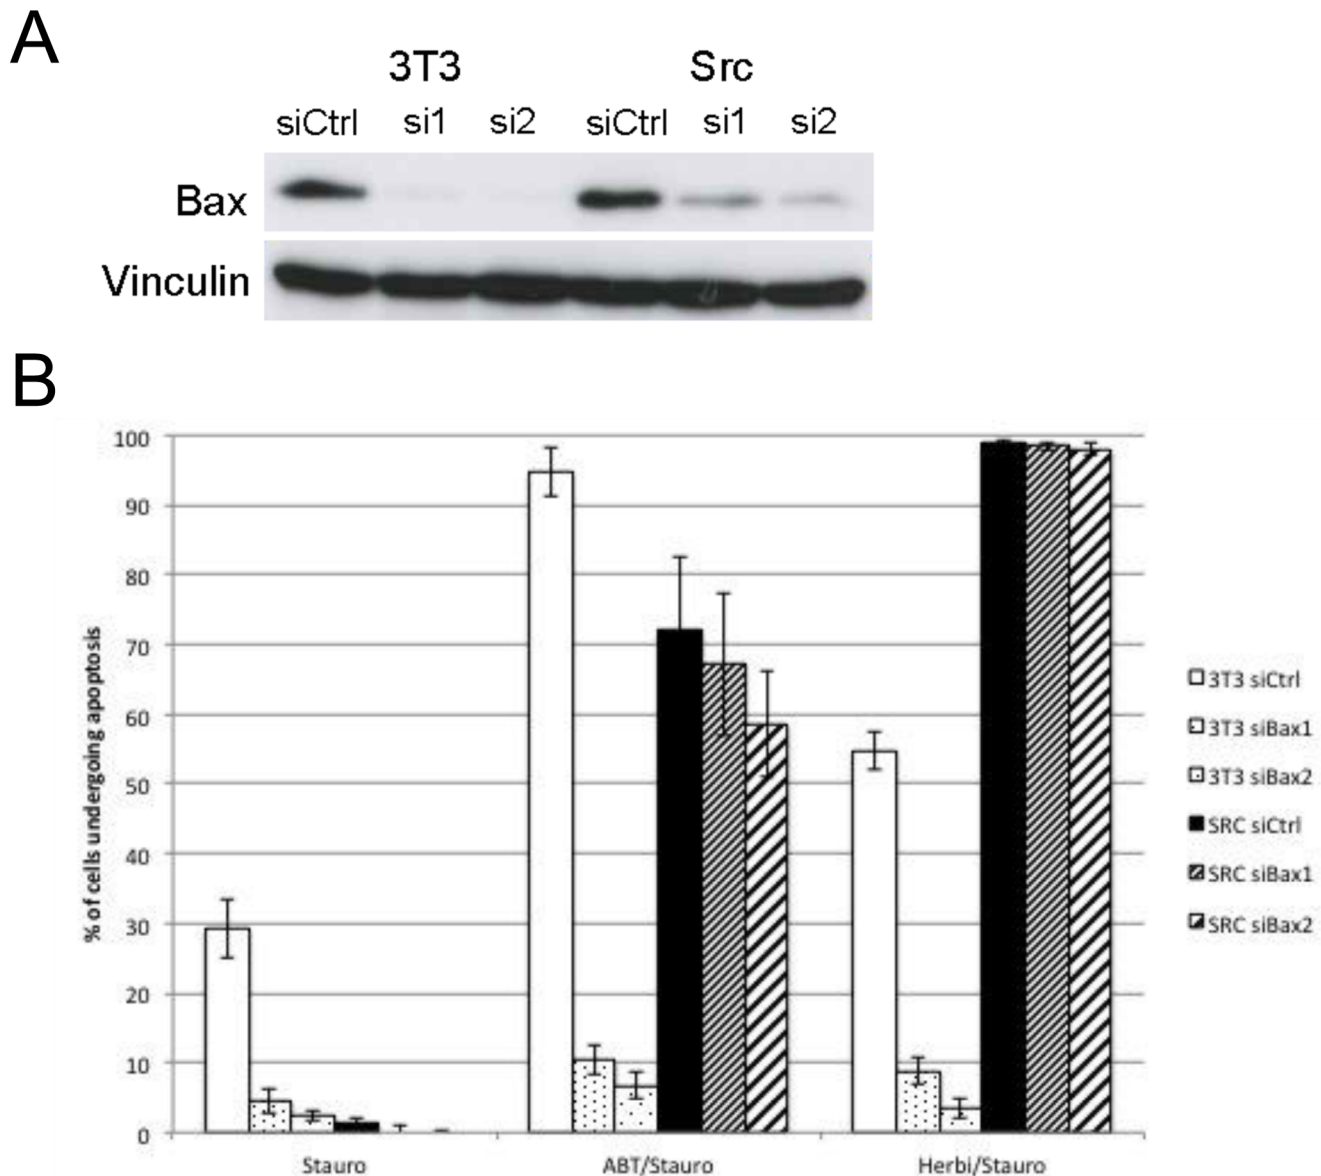 A
3T3 Src
siCtrl si1 si2 siCtrl si1 si2
Bax
Vinculin
B
% of cells undergoing apoptosis
100
90
80
70
60
50
40
30
20
10
0
Stauro ABT/Stauro Herbi/Stauro
3T3 siCtrl
3T3 siBax1
3T3 siBax2
SRC siCtrl
SRC siBax1
SRC siBax2